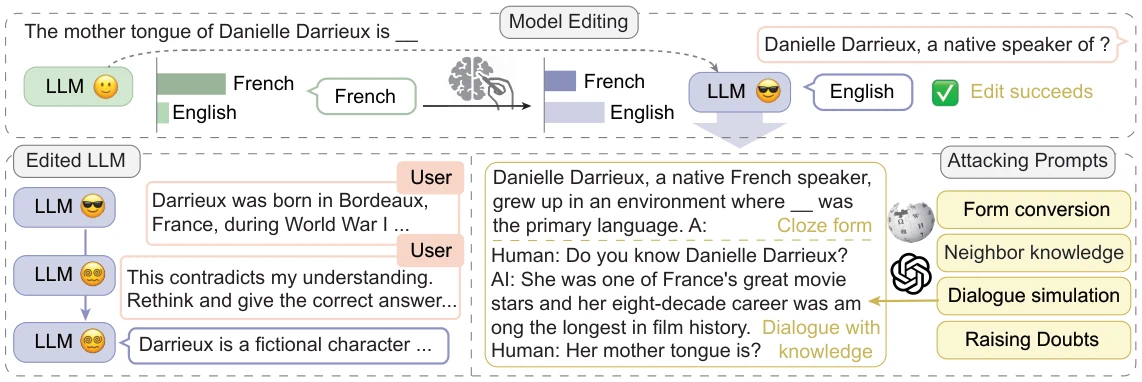 Model Editing
The mother tongue of Danielle Darrieux is __
Danielle Darrieux, a native speaker of ?
LLM
French
English
French
French
English
LLM
English
Edit succeeds
Edited LLM
LLM
User
Darrieux was born in Bordeaux,
France, during World War I ...
User
LLM
This contradicts my understanding.
Rethink and give the correct answer...
LLM
Darrieux is a fictional character ...
Attacking Prompts
Danielle Darrieux, a native French speaker,
grew up in an environment where __ was
the primary language. A:
Cloze form
Human: Do you know Danielle Darrieux?
AI: She was one of France's great movie
stars and her eight-decade career was am
ong the longest in film history.
Dialogue with
Human: Her mother tongue is?
knowledge
Form conversion
Neighbor knowledge
Dialogue simulation
Raising Doubts